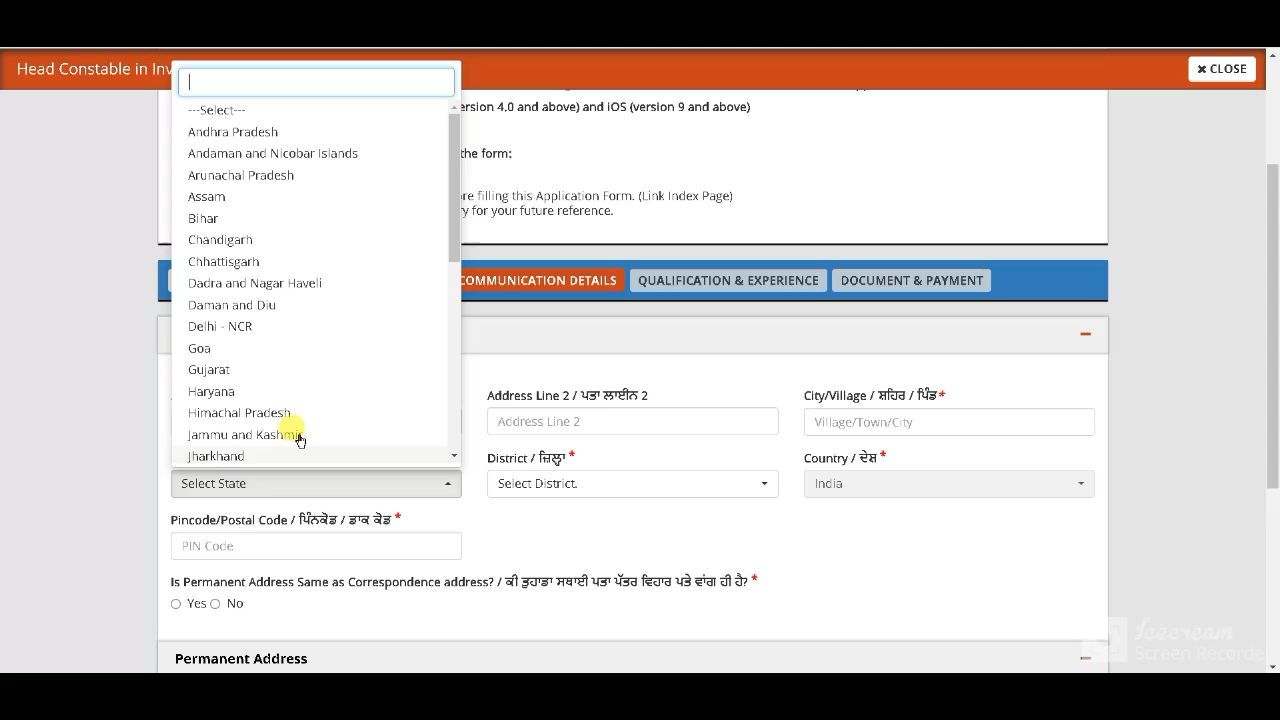 Head Constable in Inv
✖ CLOSE
---Select---
Andhra Pradesh
Andaman and Nicobar Islands
Arunachal Pradesh
Assam
Bihar
Chandigarh
Chhattisgarh
Dadra and Nagar Haveli
Daman and Diu
Delhi - NCR
Goa
Gujarat
Haryana
Himachal Pradesh
Jammu and Kashmir
Jharkhand
ersion 4.0 and above) and iOS (version 9 and above)
the form:
re filling this Application Form. (Link Index Page)
ry for your future reference.
COMMUNICATION DETAILS
QUALIFICATION & EXPERIENCE
DOCUMENT & PAYMENT
Address Line 2 / ਪਤਾ ਲਾਈਨ 2
City/Village / ਸ਼ਹਿਰ / ਪਿੰਡ*
Address Line 2
Village/Town/City
District / ਜ਼ਿਲ੍ਹਾ *
Country / ਦੇਸ਼ *
Select State
Select District.
India
Pincode/Postal Code / ਪਿੰਨਕੋਡ / ਡਾਕ ਕੋਡ *
PIN Code
Is Permanent Address Same as Correspondence address? / ਕੀ ਤੁਹਾਡਾ ਸਥਾਈ ਪਤਾ ਪੱਤਰ ਵਿਹਾਰ ਪਤੇ ਵਾਂਗ ਹੀ ਹੈ? *
Yes No
Permanent Address
Icecream
Screen Recorde